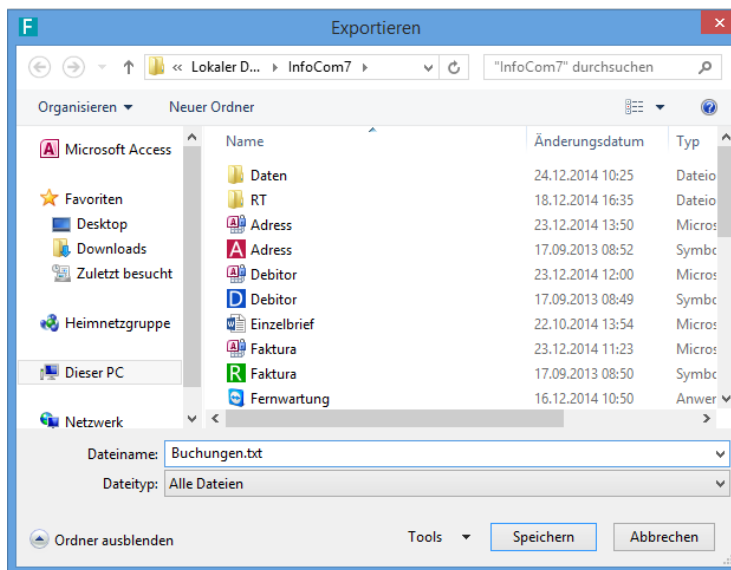 F Exportieren
« Lokaler D... InfoCom7 "InfoCom7" durchsuchen
Organisieren Neuer Ordner
Microsoft Access
Favoriten
Desktop
Downloads
Zuletzt besucht
Heimnetzgruppe
Dieser PC
Netzwerk
Name Änderungsdatum Typ
Daten 24.12.2014 10:25 Dateio
RT 18.12.2014 16:35 Dateio
Adress 23.12.2014 13:50 Micros
A Adress 17.09.2013 08:52 Symbo
Debitor 23.12.2014 12:00 Micros
D Debitor 17.09.2013 08:49 Symbo
Einzelbrief 22.10.2014 13:54 Micros
Faktura 23.12.2014 11:23 Micros
R Faktura 17.09.2013 08:50 Symbo
Fernwartung 16.12.2014 10:50 Anwer
Dateiname: Buchungen.txt
Dateityp: Alle Dateien
Ordner ausblenden Tools Speichern Abbrechen